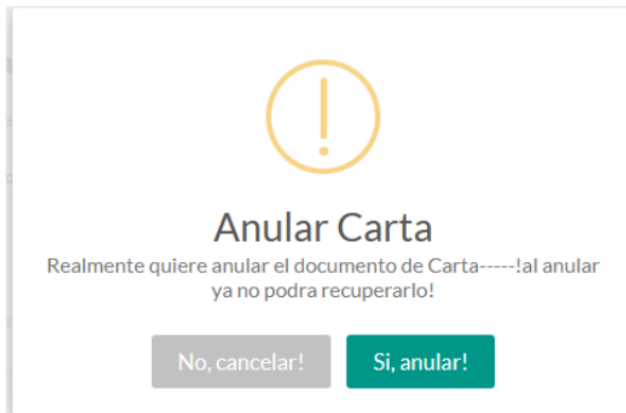 Anular Carta
Realmente quiere anular el documento de Carta-----!al anular
ya no podra recuperarlo!
No, cancelar!
Si, anular!